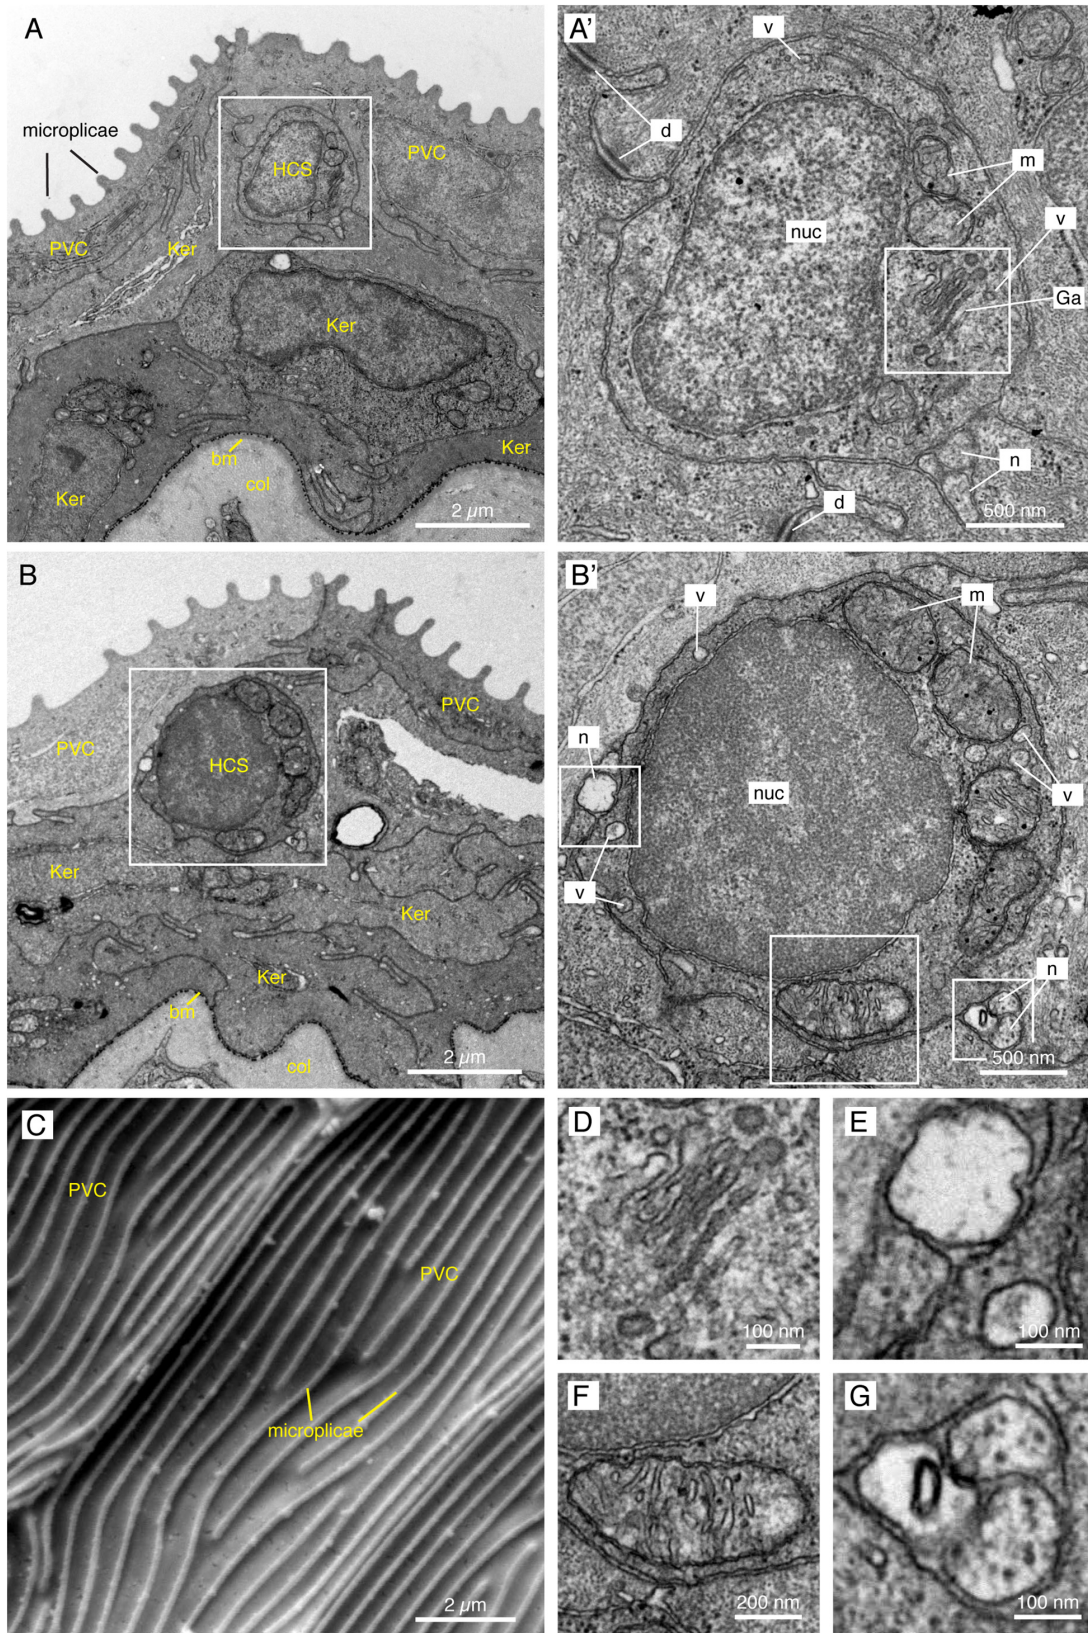 A
microplicae
HCS
PVC
PVC
Ker
Ker
bm
Ker
Ker
col
2 µm
A’
v
d
m
nuc
v
Ga
n
d
500 nm
B
PVC
PVC
HCS
Ker
Ker
Ker
bm
col
2 µm
B’
v
m
n
nuc
v
v
n
500 nm
C
PVC
PVC
microplicae
2 µm
D
100 nm
E
100 nm
F
200 nm
G
100 nm